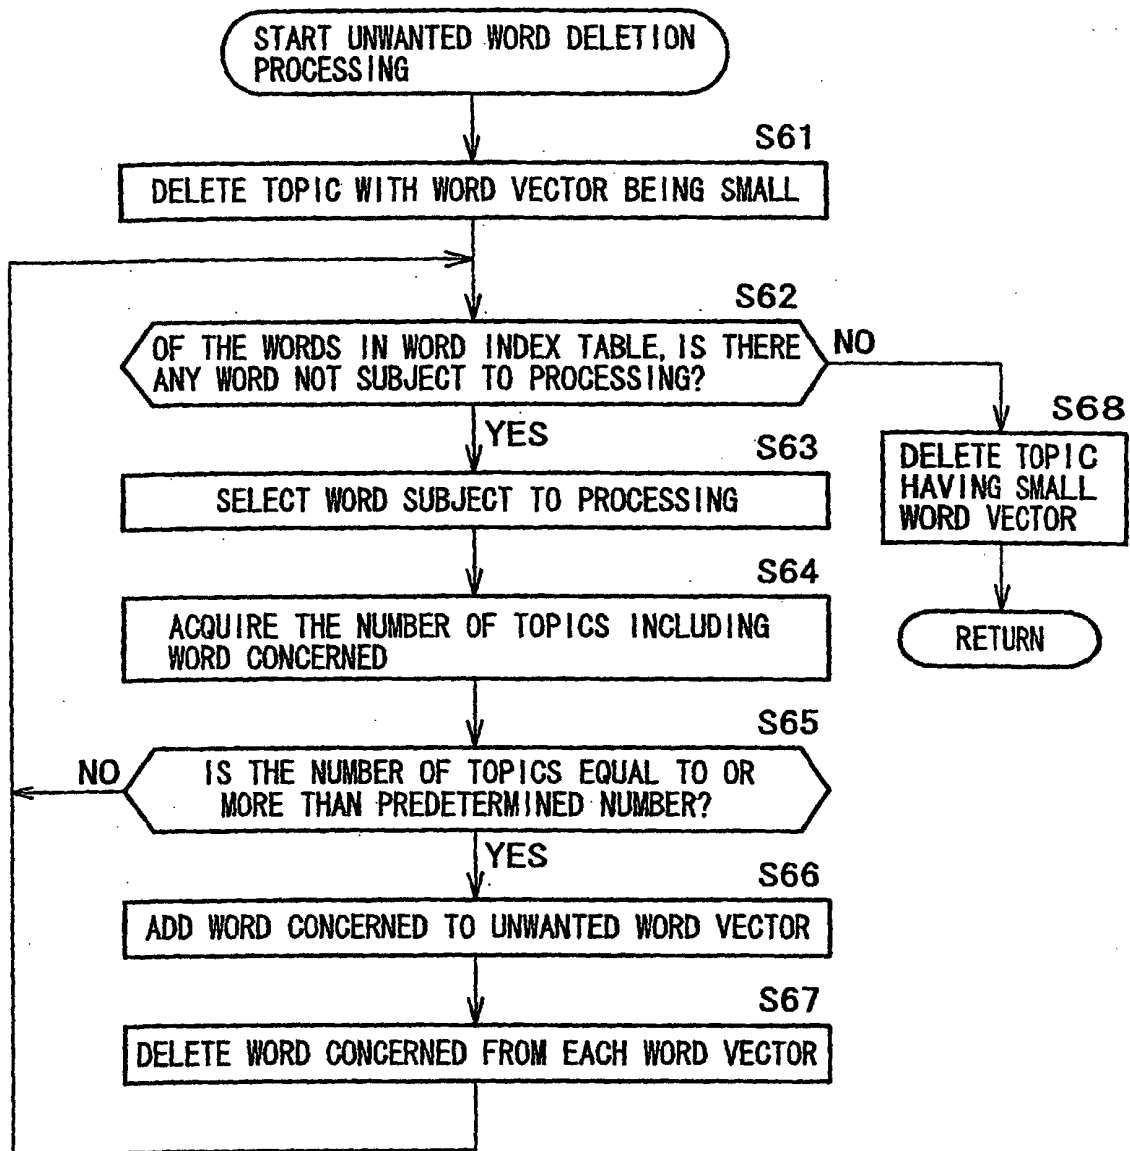 START UNWANTED WORD DELETION
PROCESSING
S61
DELETE TOPIC WITH WORD VECTOR BEING SMALL
S62
OF THE WORDS IN WORD INDEX TABLE, IS THERE
ANY WORD NOT SUBJECT TO PROCESSING?
NO
YES
S68
DELETE TOPIC
HAVING SMALL
WORD VECTOR
RETURN
S63
SELECT WORD SUBJECT TO PROCESSING
S64
ACQUIRE THE NUMBER OF TOPICS INCLUDING
WORD CONCERNED
S65
NO
IS THE NUMBER OF TOPICS EQUAL TO OR
MORE THAN PREDETERMINED NUMBER?
YES
S66
ADD WORD CONCERNED TO UNWANTED WORD VECTOR
S67
DELETE WORD CONCERNED FROM EACH WORD VECTOR